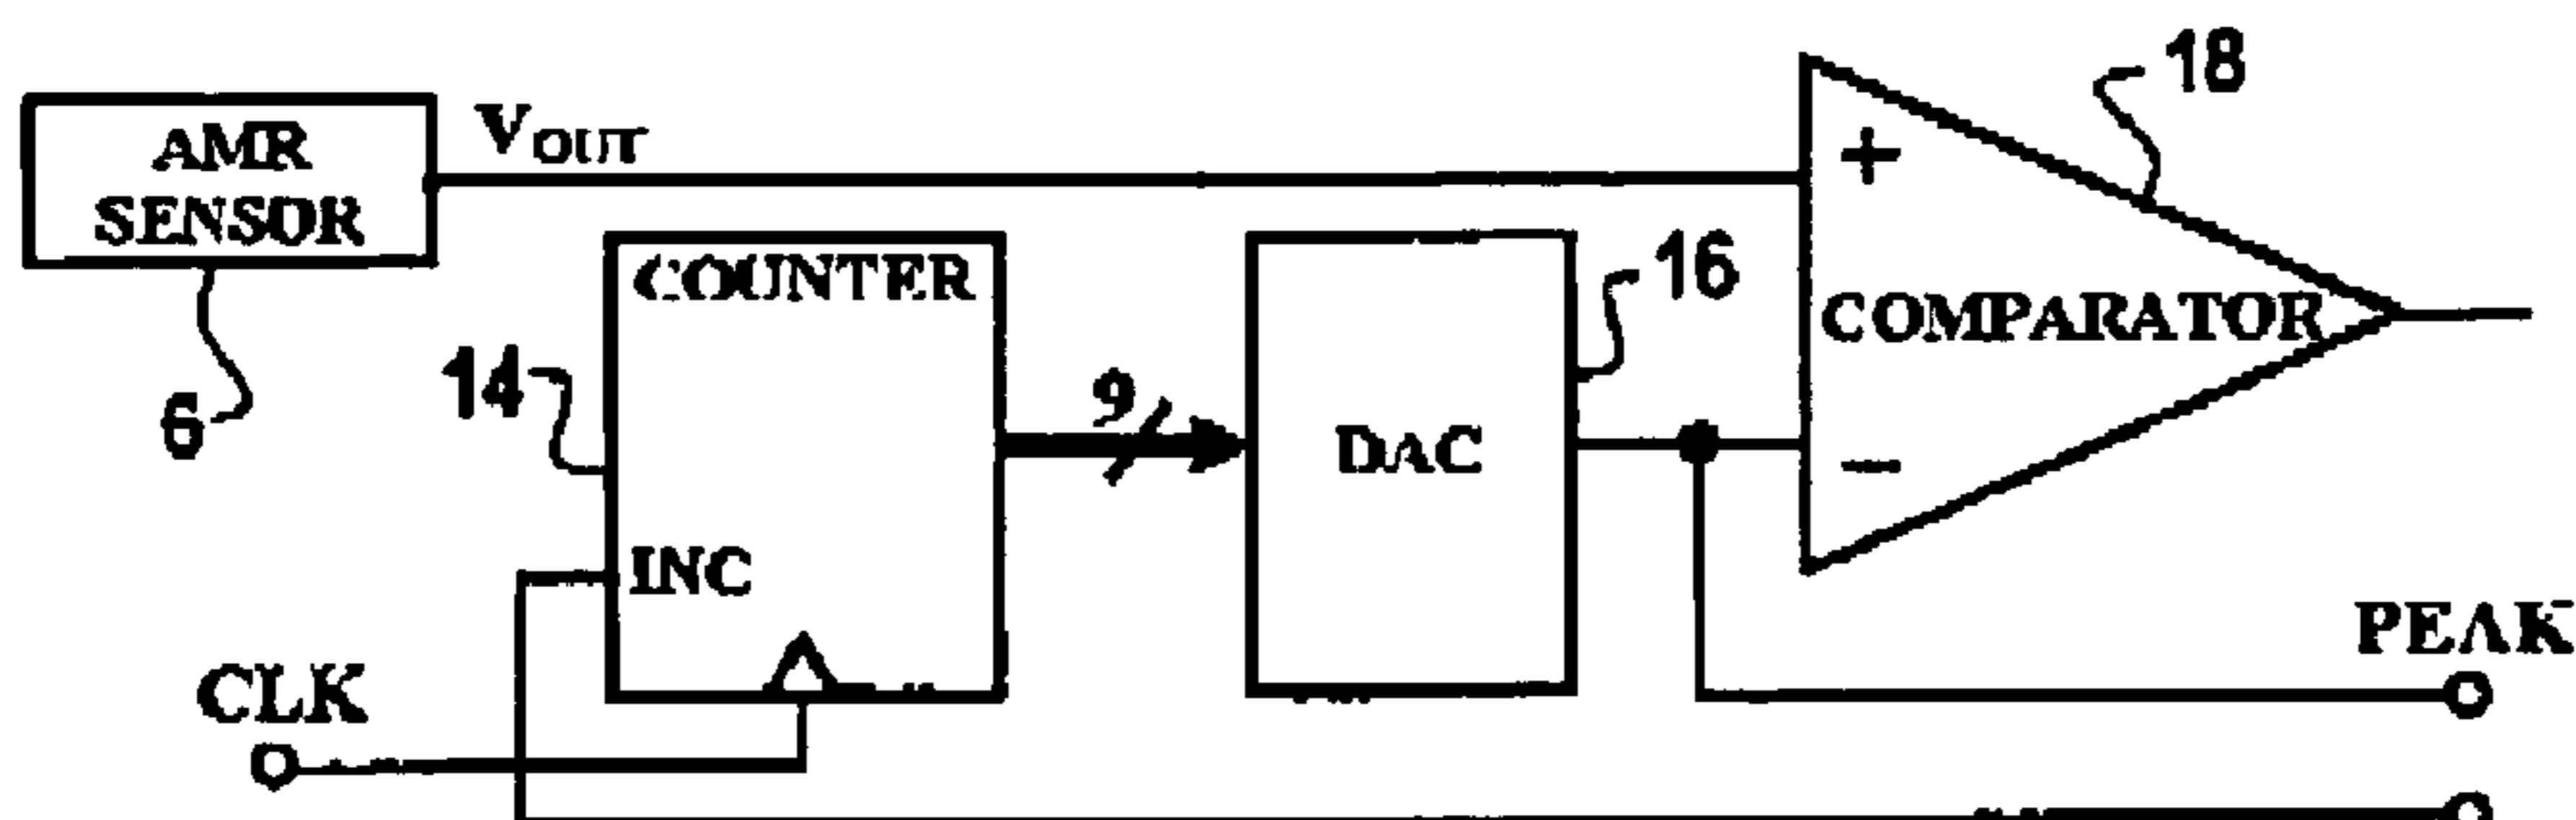 AMR
SENSOR
6
VOUT
COUNTER
14
INC
CLK
9
DAC
16
+
−
COMPARATOR
18
PEAK